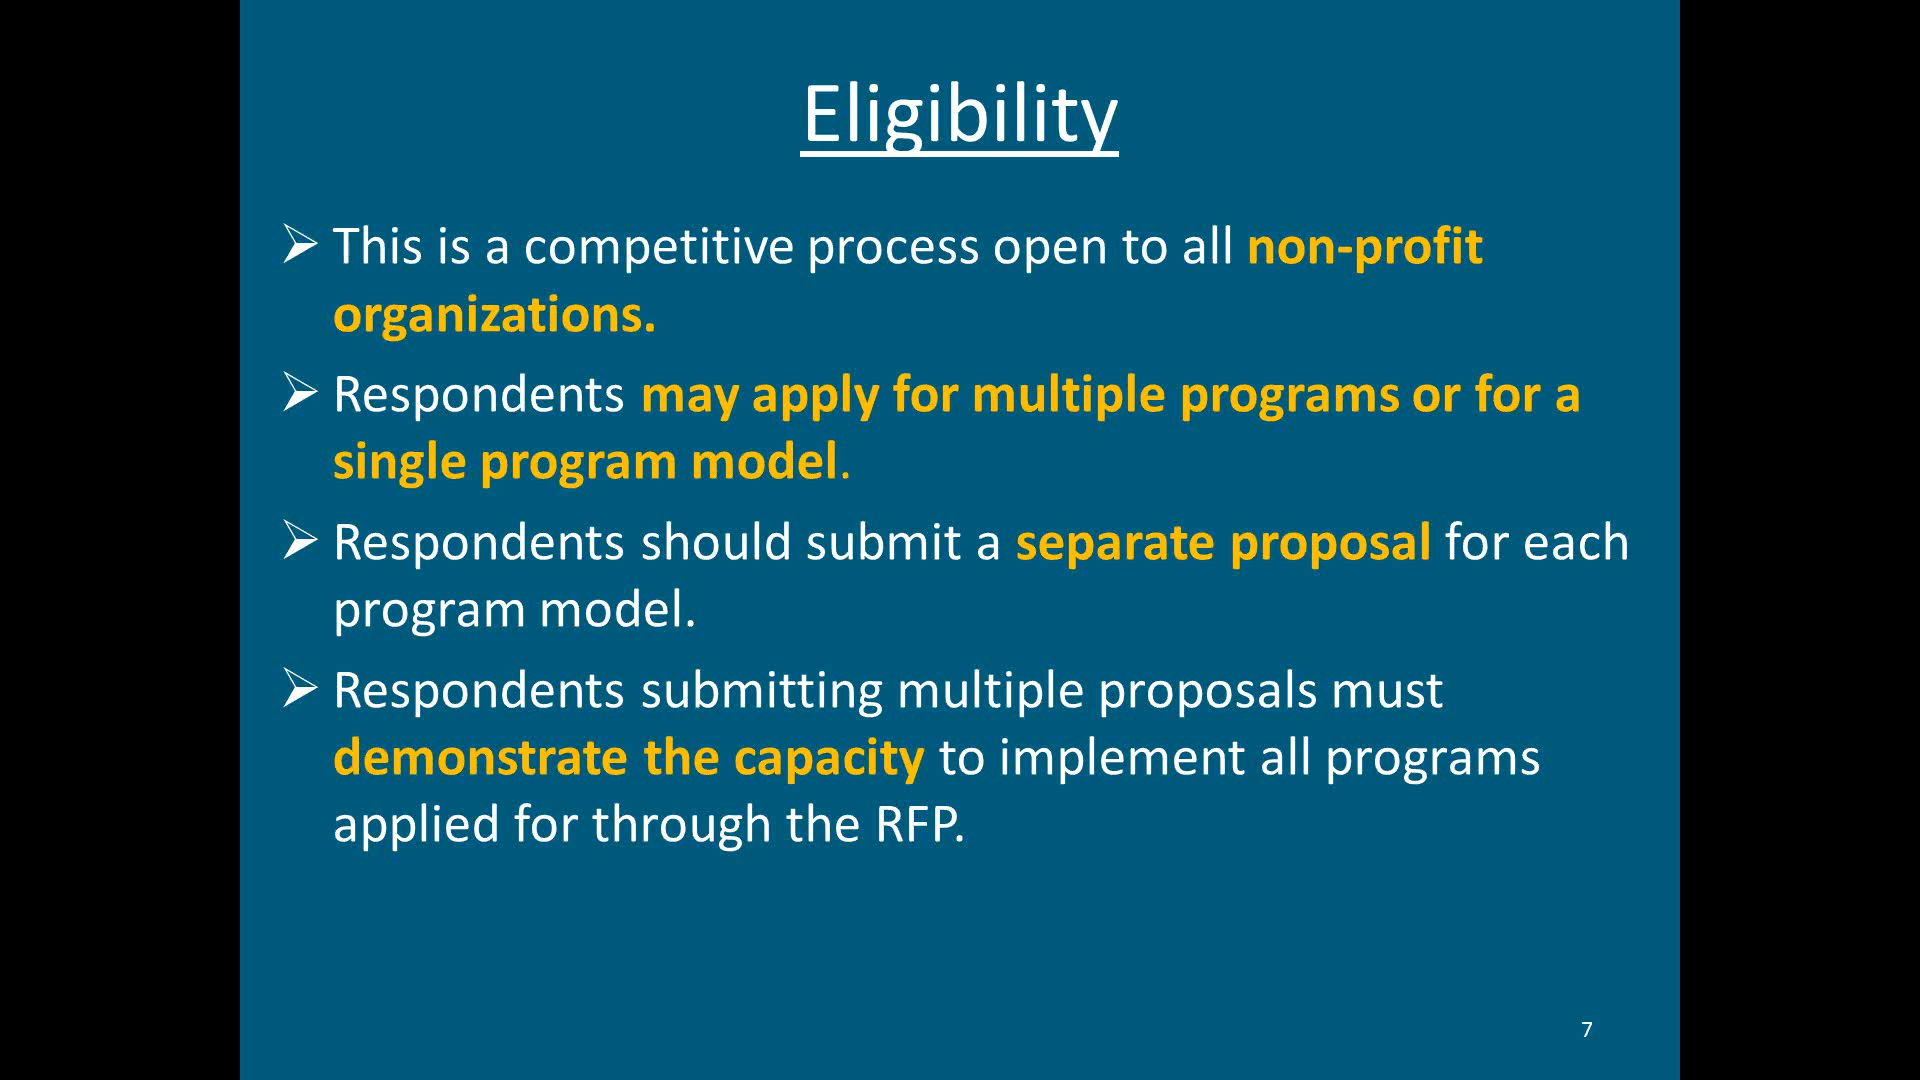 Eligibility
This is a competitive process open to all non-profit
organizations.
Respondents may apply for multiple programs or for a
single program model.
Respondents should submit a separate proposal for each
program model.
Respondents submitting multiple proposals must
demonstrate the capacity to implement all programs
applied for through the RFP.
7